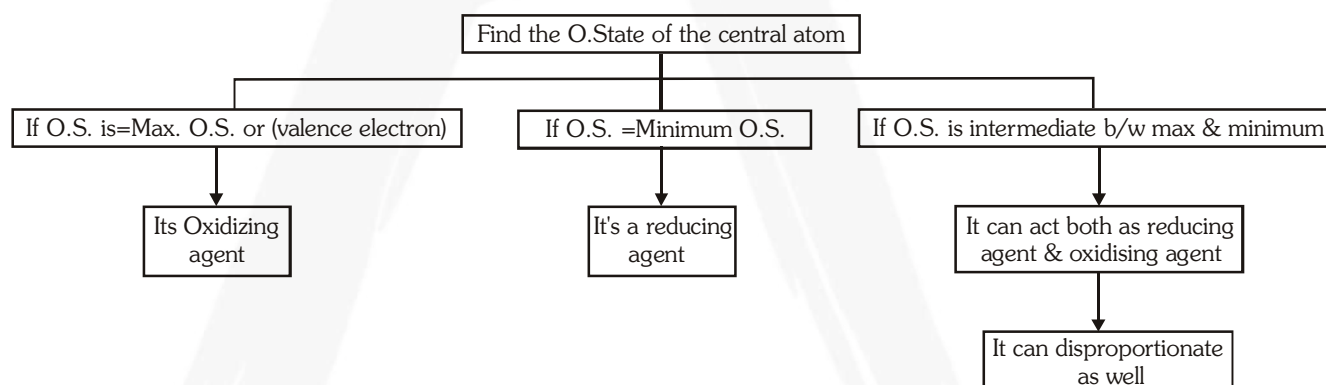 Find the O.State of the central atom
If O.S. is=Max. O.S. or (valence electron)
If O.S. =Minimum O.S.
If O.S. is intermediate b/w max & minimum
Its Oxidizing
agent
It's a reducing
agent
It can act both as reducing
agent & oxidising agent
It can disproportionate
as well